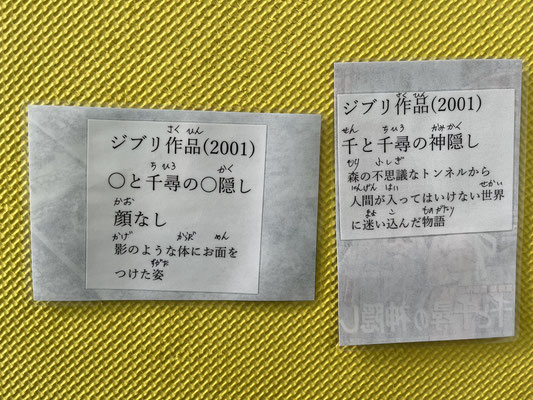 ジブリ作品(2001)
〇と千尋の〇隠し
顔なし
影のような体にお面を
つけた姿
ジブリ作品(2001)
千と千尋の神隠し
森の不思議なトンネルから
人間が入ってはいけない世界
に迷い込んだ物語